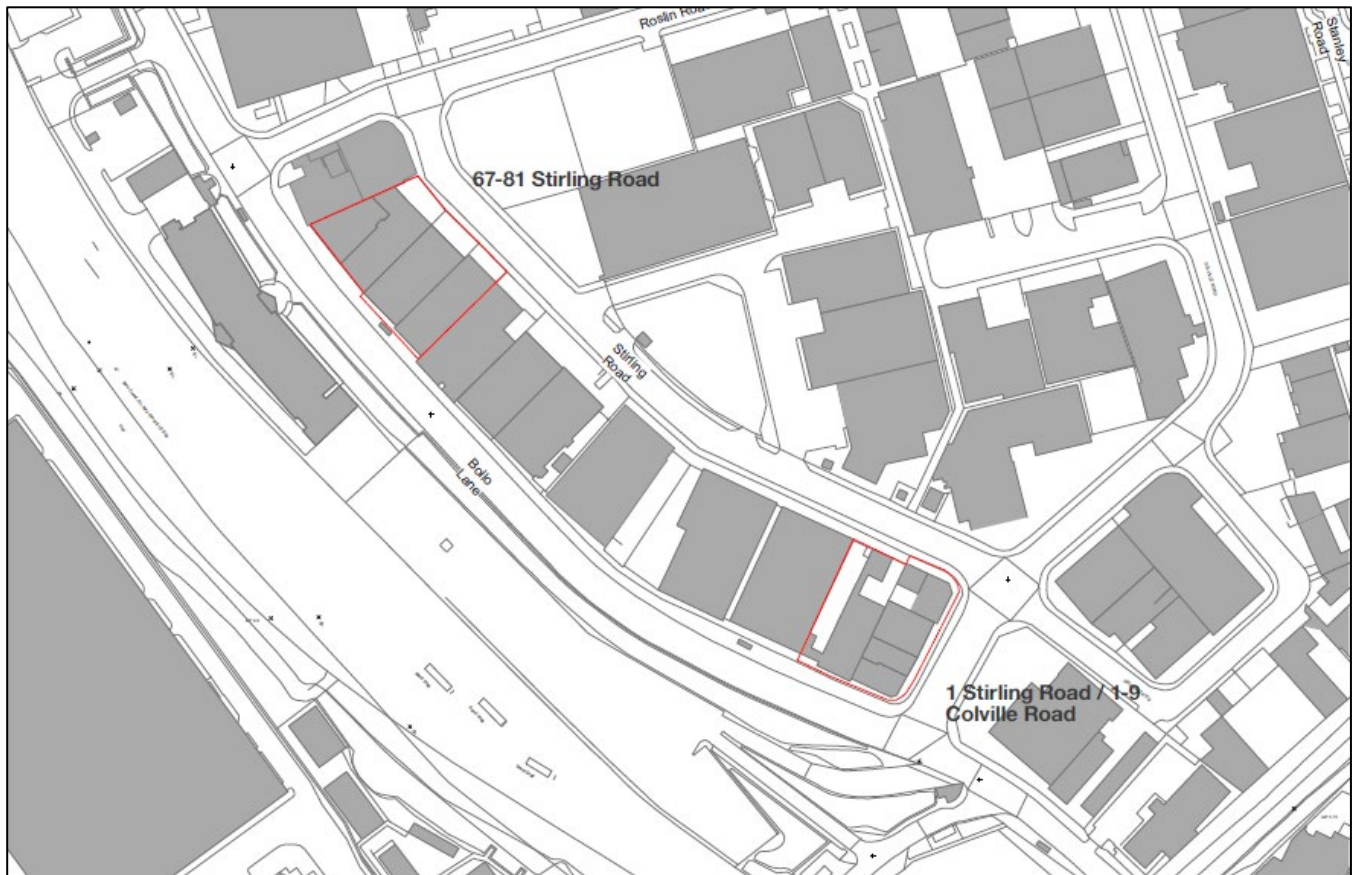 Roslin Road
Stanley
Road
67-81 Stirling Road
Stirling
Road
Bollo
Lane
1 Stirling Road / 1-9
Colville Road